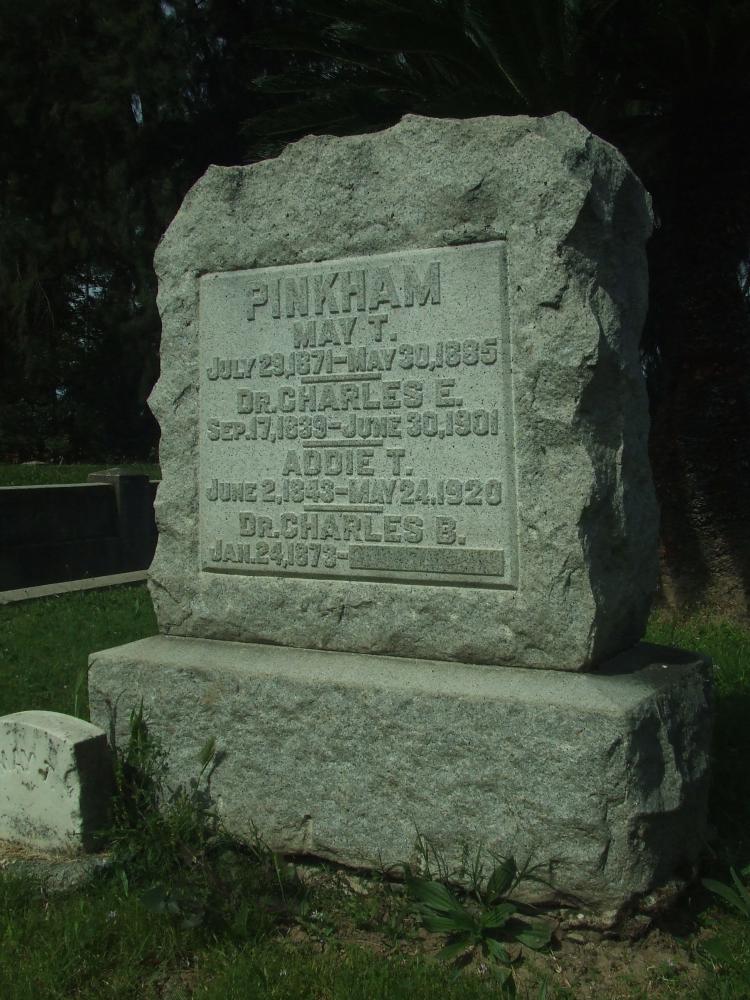 PINKHAM
MAY T.
JULY 29,1871-MAY 30,1885
DR.CHARLES E.
SEP.17,1839-JUNE 30,1901
ADDIE T.
JUNE 2,1843-MAY 24,1920
DR.CHARLES B.
JAN.24,1873-
MAY